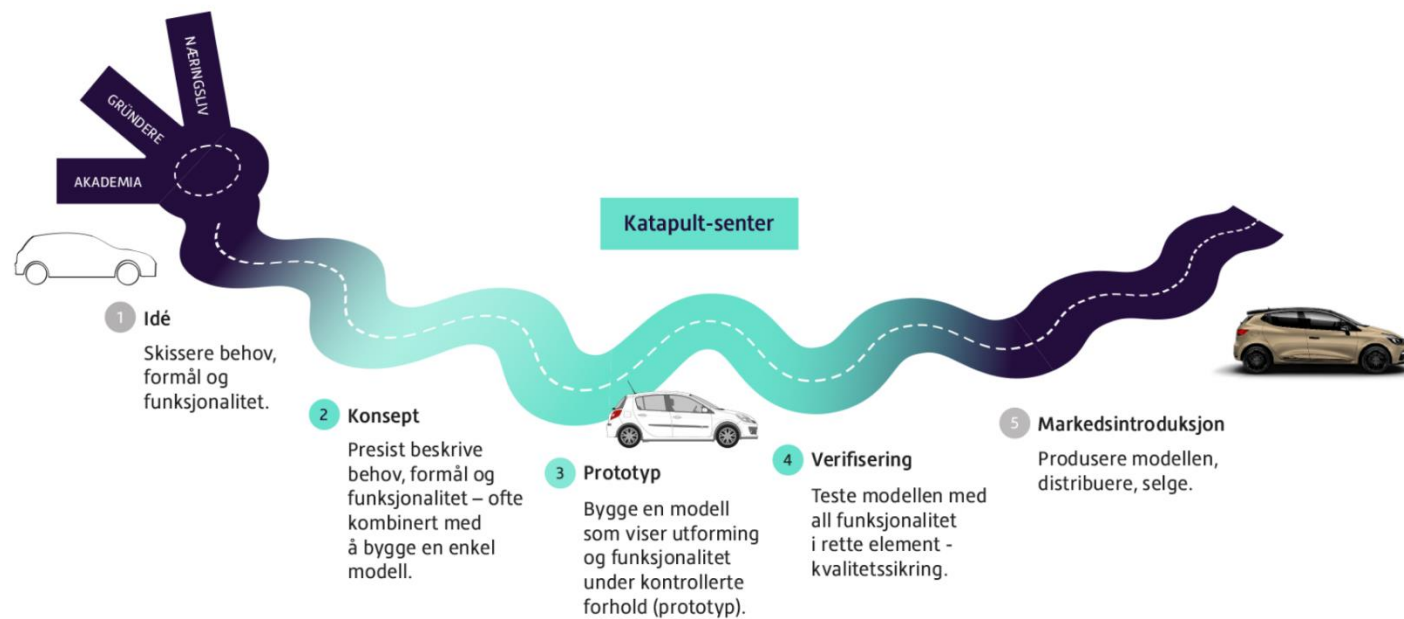 NÆRINGSLIV
GRÜNDERE
AKADEMIA
Katapult-senter
1 Idé
Skissere behov,
formål og
funksjonalitet.
2 Konsept
Presist beskrive
behov, formål og
funksjonalitet – ofte
kombinert med
å bygge en enkel
modell.
3 Prototyp
Bygge en modell
som viser utforming
og funksjonalitet
under kontrollerte
forhold (prototyp).
4 Verifisering
Teste modellen med
all funksjonalitet
i rette element -
kvalitetssikring.
5 Markedsintroduksjon
Produsere modellen,
distribuere, selge.